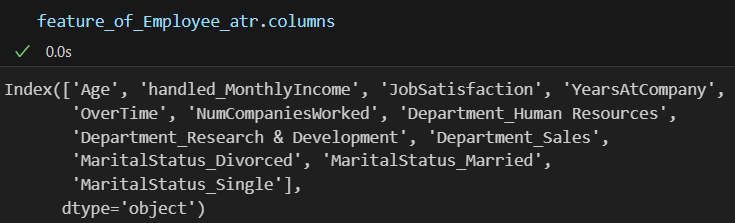 feature_of_Employee_atr.columns
✓ 0.0s
Index(['Age', 'handled_MonthlyIncome', 'JobSatisfaction', 'YearsAtCompany',
'OverTime', 'NumCompaniesWorked', 'Department_Human Resources',
'Department_Research & Development', 'Department_Sales',
'MaritalStatus_Divorced', 'MaritalStatus_Married',
'MaritalStatus_Single'],
dtype='object')